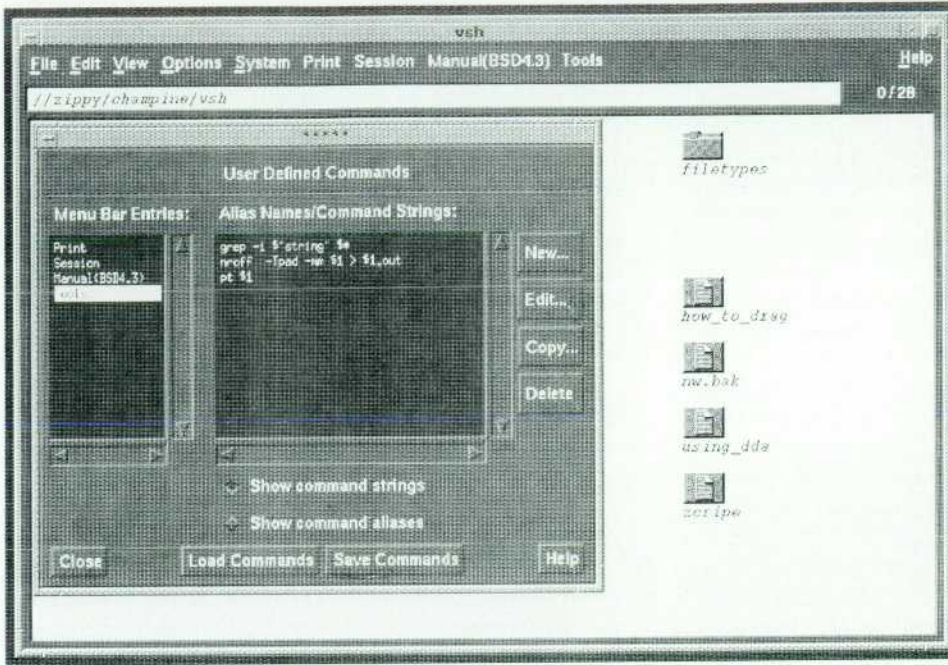 vsh
File Edit View Options System Print Session Manual(BSD4.3) Tools Help
//zippy/champine/vsh 0/28
*****
User Defined Commands
Menu Bar Entries: Alias Names/Command Strings:
Print
Session
Manual(BSD4.3)
grep -i $'string' $*
nroff -Tpad -mm $1 > $1.out
pt $1
New...
Edit...
Copy...
Delete
Show command strings
Show command aliases
Close Load Commands Save Commands Help
filetypes
how_to_drag
nw.bak
using_dde